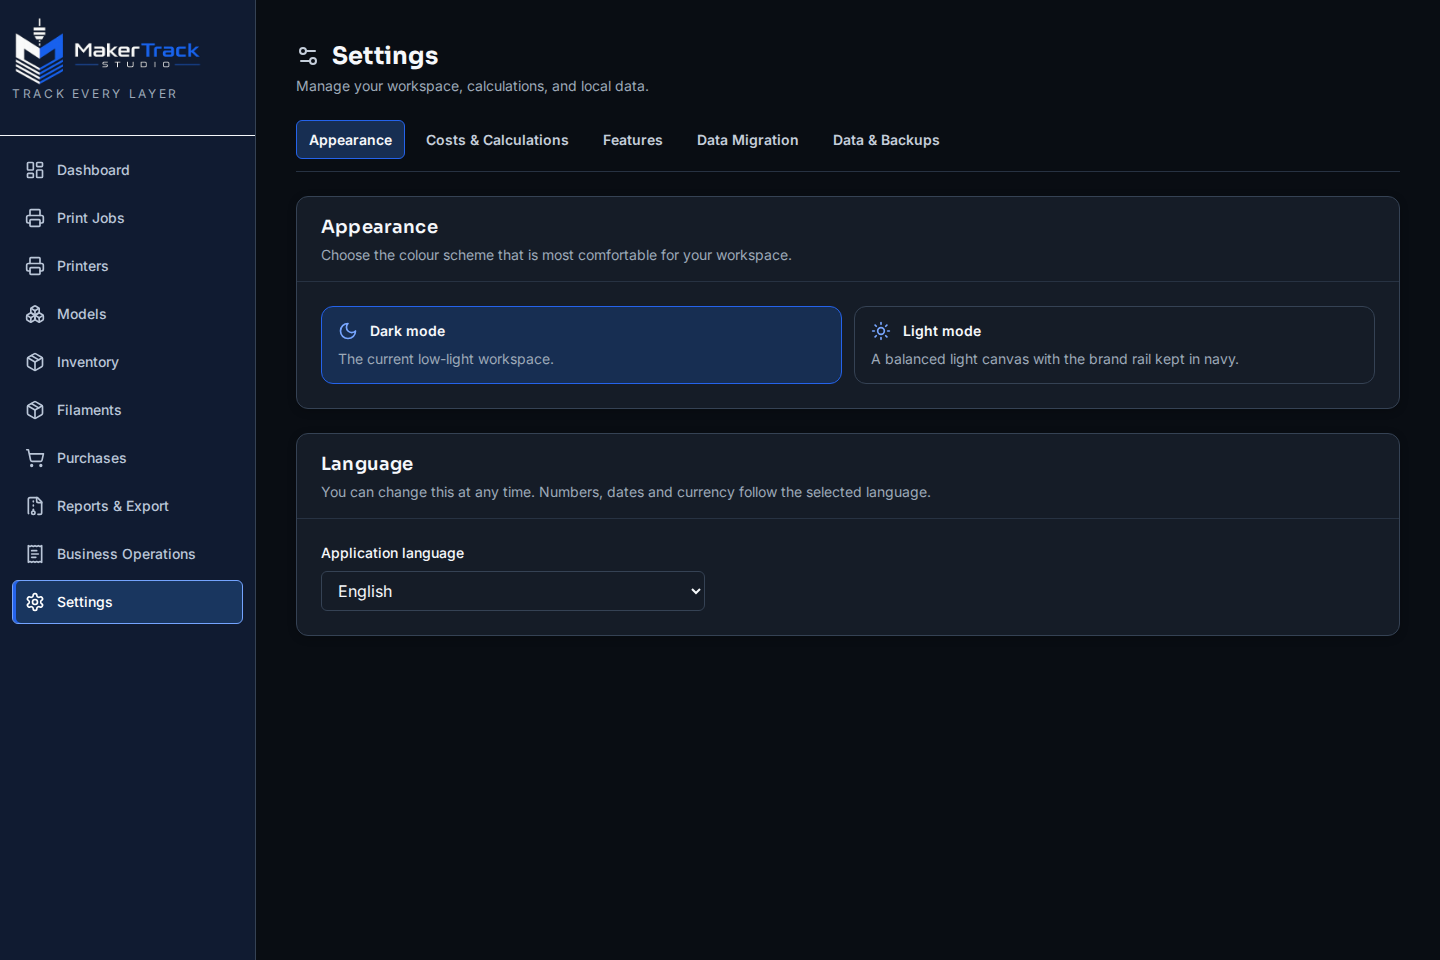 MakerTrack
STUDIO
TRACK EVERY LAYER
Dashboard
Print Jobs
Printers
Models
Inventory
Filaments
Purchases
Reports & Export
Business Operations
Settings
Settings
Manage your workspace, calculations, and local data.
Appearance
Costs & Calculations
Features
Data Migration
Data & Backups
Appearance
Choose the colour scheme that is most comfortable for your workspace.
Dark mode
The current low-light workspace.
Light mode
A balanced light canvas with the brand rail kept in navy.
Language
You can change this at any time. Numbers, dates and currency follow the selected language.
Application language
English